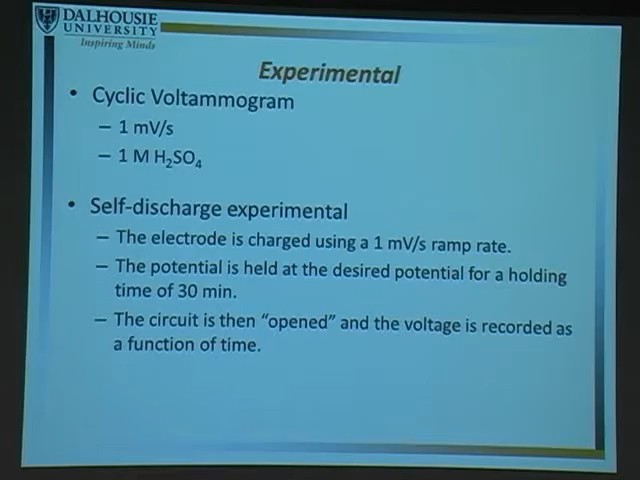 DALHOUSIE
UNIVERSITY
Inspiring Minds
Experimental
• Cyclic Voltammogram
– 1 mV/s
– 1 M H₂SO₄
• Self-discharge experimental
– The electrode is charged using a 1 mV/s ramp rate.
– The potential is held at the desired potential for a holding
time of 30 min.
– The circuit is then “opened” and the voltage is recorded as
a function of time.